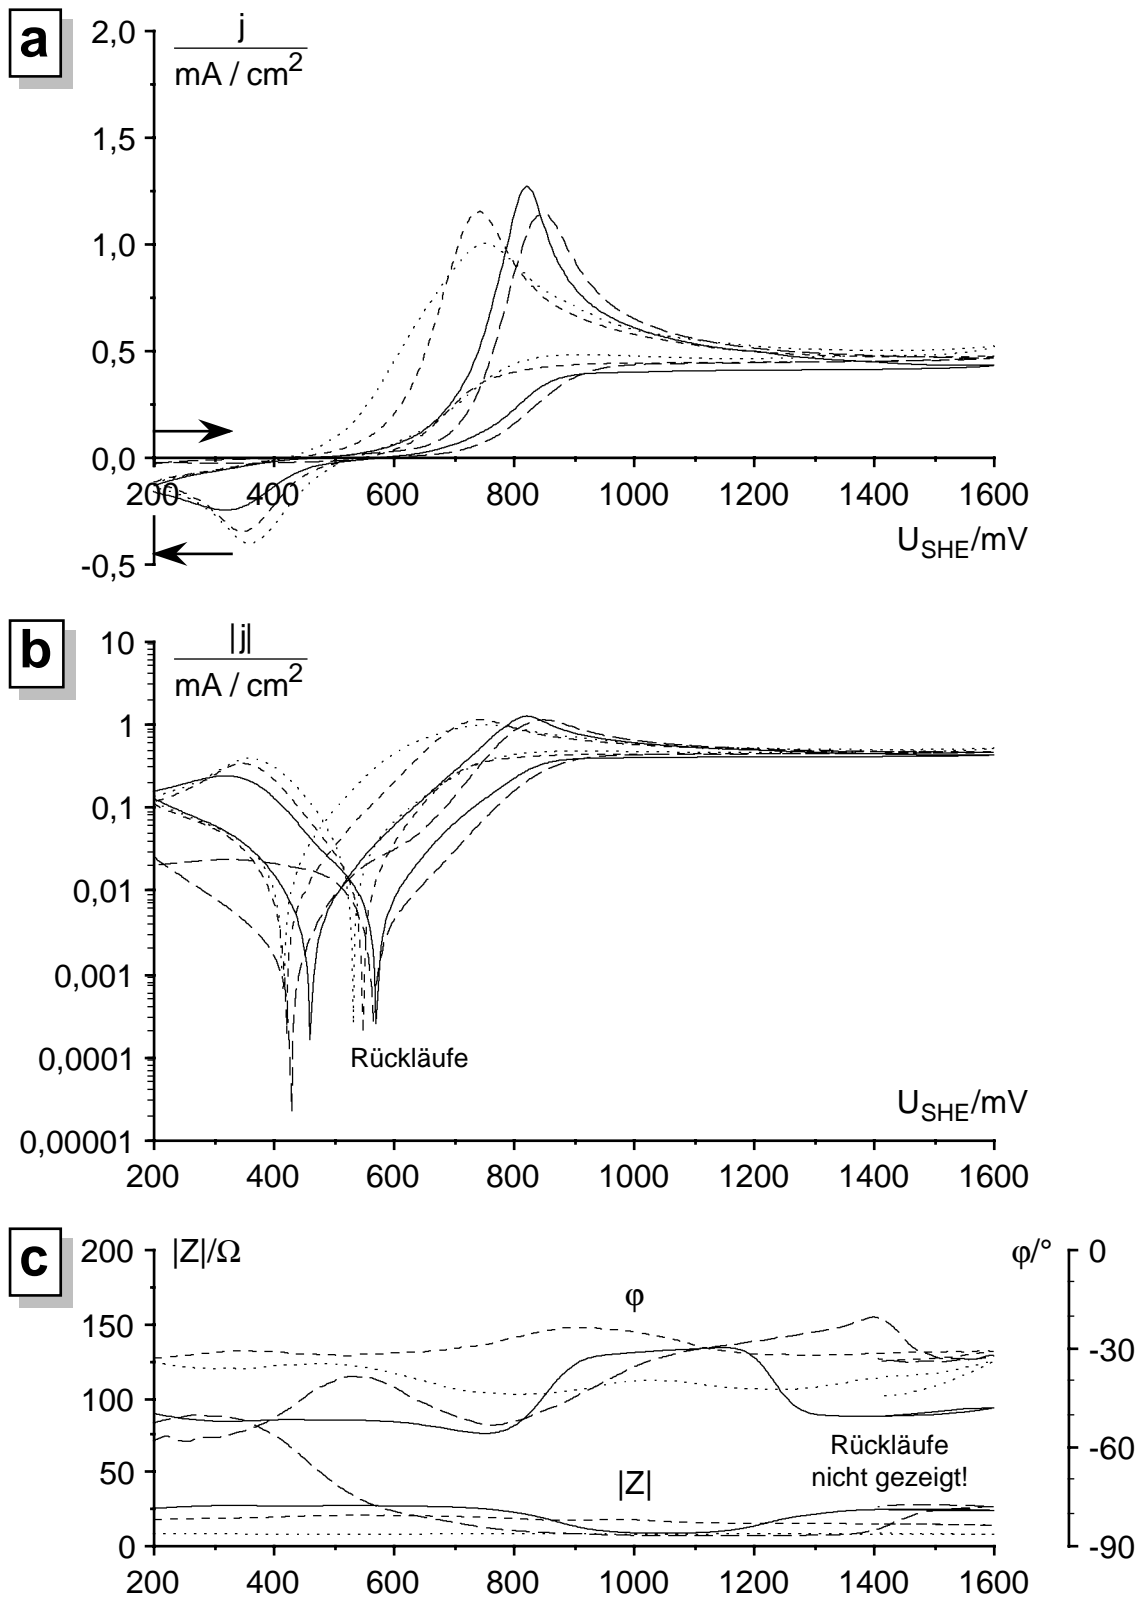 a
j
mA / cm2
2,0
1,5
1,0
0,5
0,0
-0,5
200 400 600 800 1000 1200 1400 1600
USHE/mV
b
|j|
mA / cm2
10
1
0,1
0,01
0,001
0,0001
0,00001
Rückläufe
USHE/mV
200 400 600 800 1000 1200 1400 1600
c
|Z|/Ω
φ/°
200
150
100
50
0
φ
|Z|
Rückläufe
nicht gezeigt!
-0
-30
-60
-90
200 400 600 800 1000 1200 1400 1600